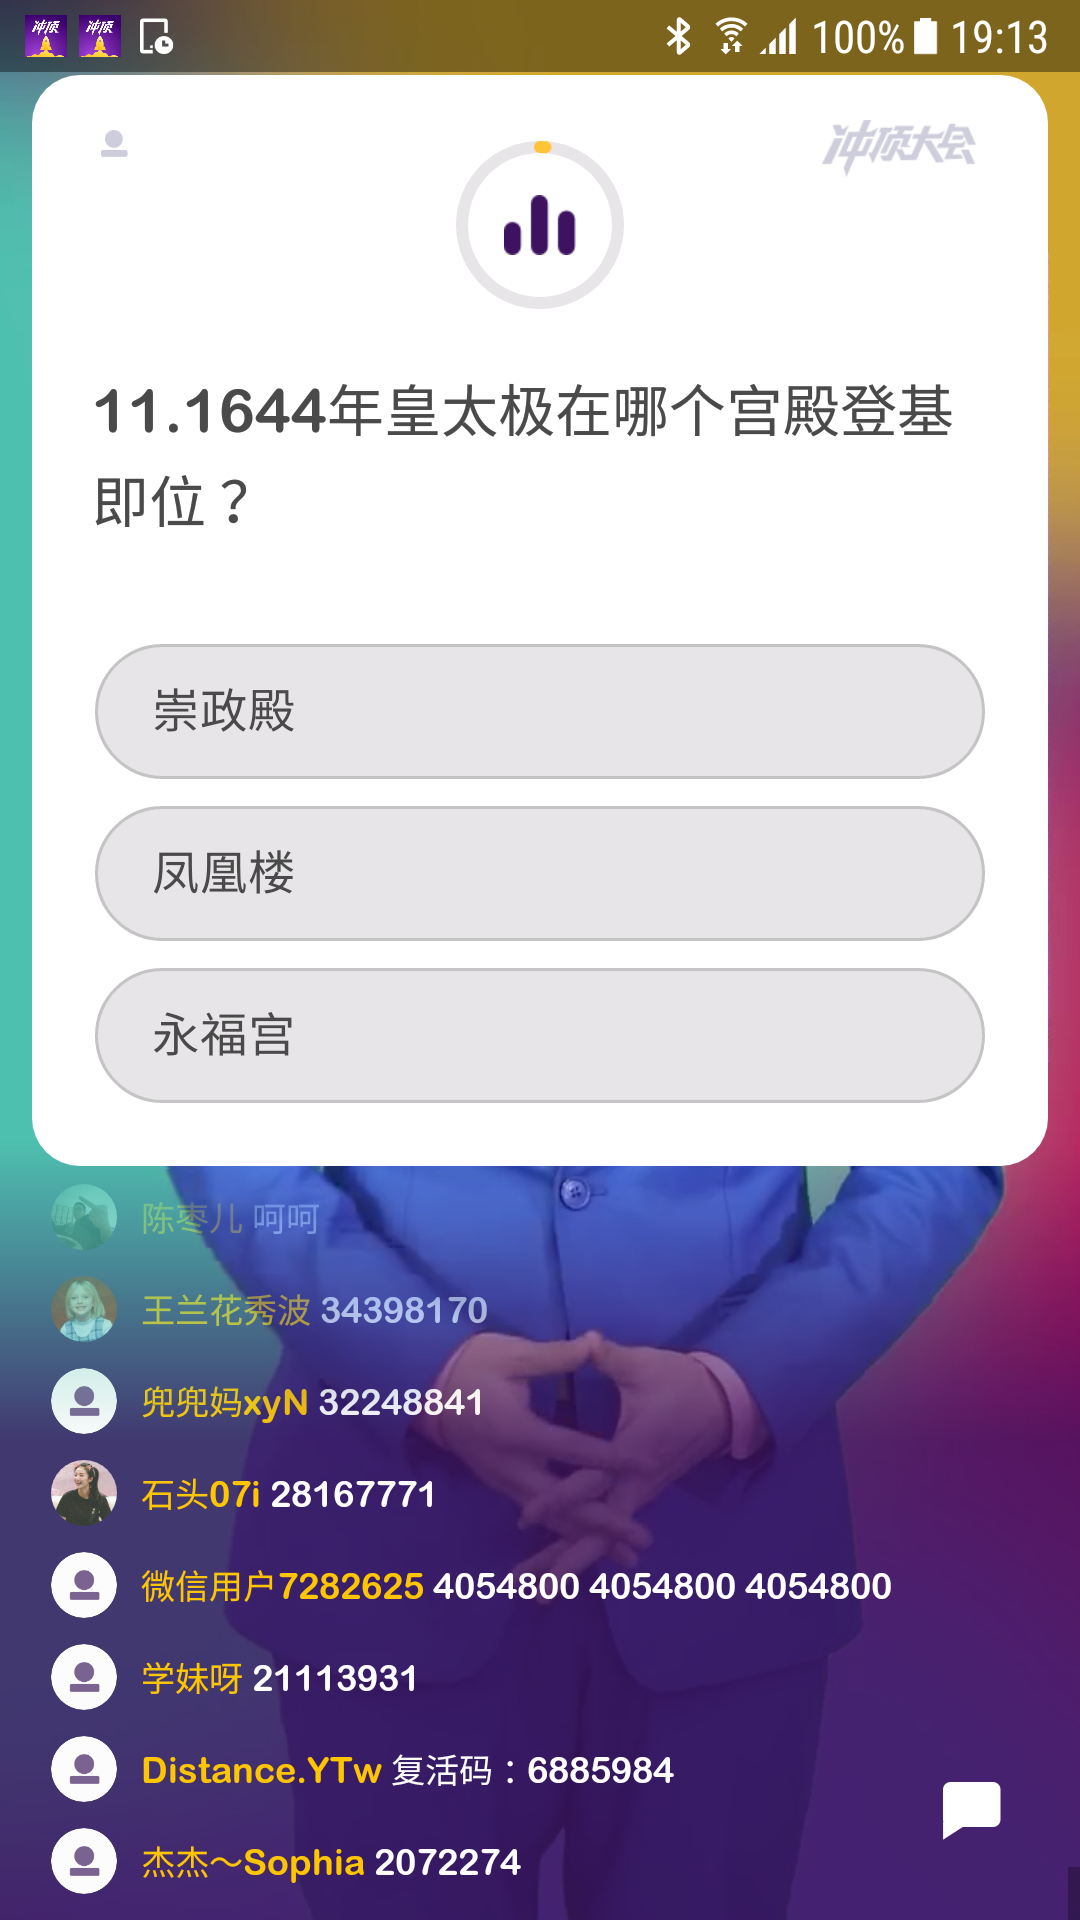 冲顶 冲顶 100% 19:13
冲顶大会
11.1644年皇太极在哪个宫殿登基
即位？
崇政殿
凤凰楼
永福宫
陈枣儿 呵呵
王兰花秀波 34398170
兜兜妈xyN 32248841
石头07i 28167771
微信用户7282625 4054800 4054800 4054800
学妹呀 21113931
Distance.YTw 复活码：6885984
杰杰～Sophia 2072274